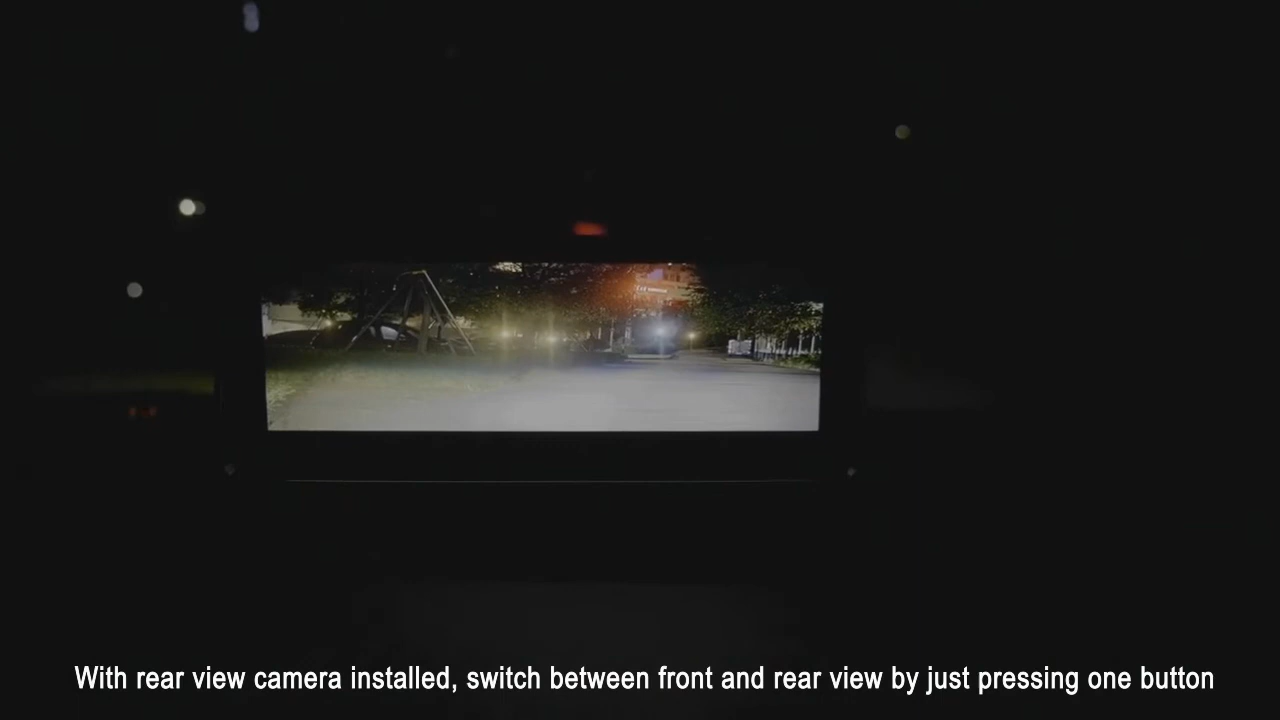 With rear view camera installed, switch between front and rear view by just pressing one button